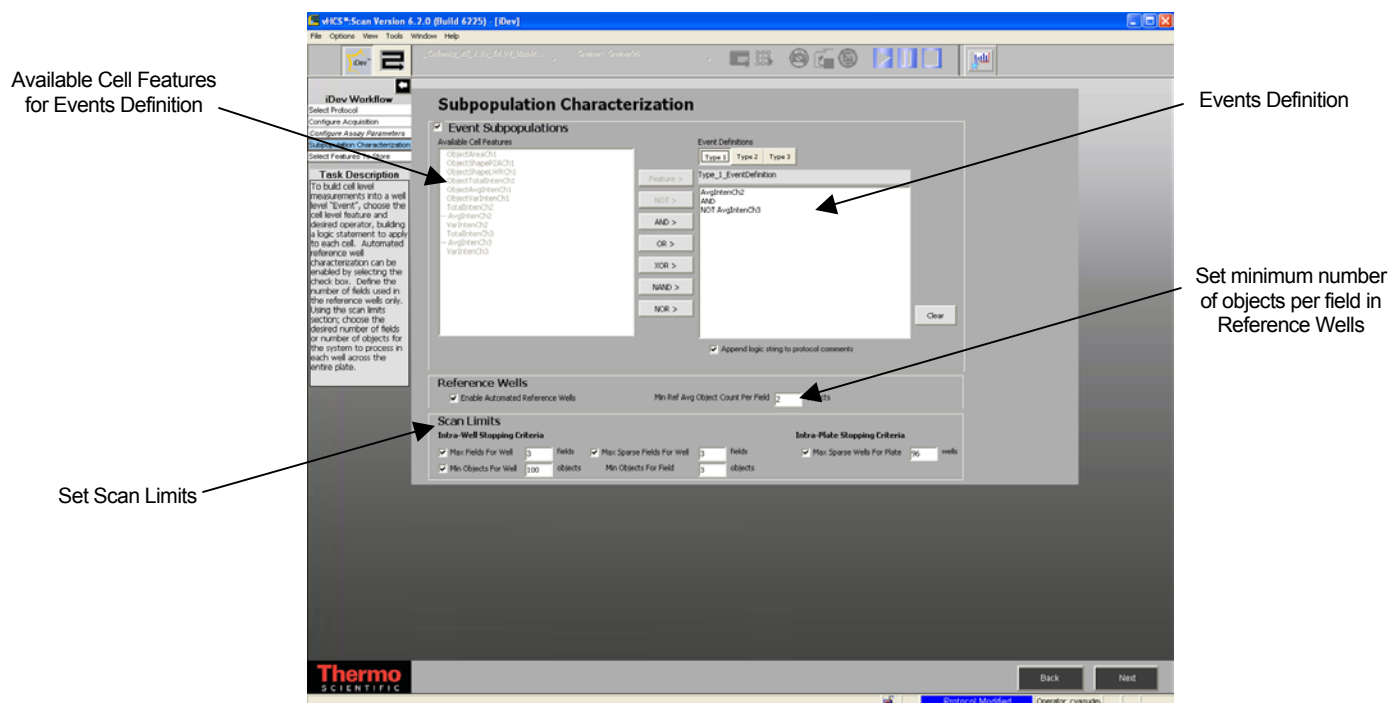 vHCS™:Scan Version 6.2.0 (Build 6225) - [iDev]
File Options View Tools Window Help
iDev™
Available Cell Features
for Events Definition
iDev Workflow
Select Protocol
Configure Acquisition
Configure Assay Parameters
Subpopulation Characterization
Select Features To Store
Task Description
To build cell level
measurements into a well
level "Event", choose the
cell level feature and
desired operator, building
a logic statement to apply
to each cell. Automated
reference well
characterization can be
enabled by selecting the
check box. Define the
number of fields used in
the reference wells only.
Using the scan limits
section; choose the
desired number of fields
or number of objects for
the system to process in
each well across the
entire plate.
Subpopulation Characterization
Event Subpopulations
Available Cell Features
ObjectAreaCh1
ObjectShapeP2ACh1
ObjectShapeLWRCh1
ObjectTotalIntenCh1
ObjectAvgIntenCh1
ObjectVarIntenCh1
TotalIntenCh2
AvgIntenCh2
VarIntenCh2
TotalIntenCh3
AvgIntenCh3
VarIntenCh3
Feature >
NOT >
AND >
OR >
XOR >
NAND >
NOR >
Event Definitions
Type 1 Type 2 Type 3
Type_1_EventDefinition
AvgIntenCh2
AND
NOT AvgIntenCh3
Clear
Append logic string to protocol comments
Events Definition
Set minimum number
of objects per field in
Reference Wells
Reference Wells
Enable Automated Reference Wells Min Ref Avg Object Count Per Field 2
Scan Limits
Intra-Well Stopping Criteria Intra-Plate Stopping Criteria
Max Fields For Well 3 fields Max Sparse Fields For Well 3 fields Max Sparse Wells For Plate 96 wells
Min Objects For Well 100 objects Min Objects For Field 3 objects
Set Scan Limits
Thermo
SCIENTIFIC
Back Next
Protocol Modified Operator: